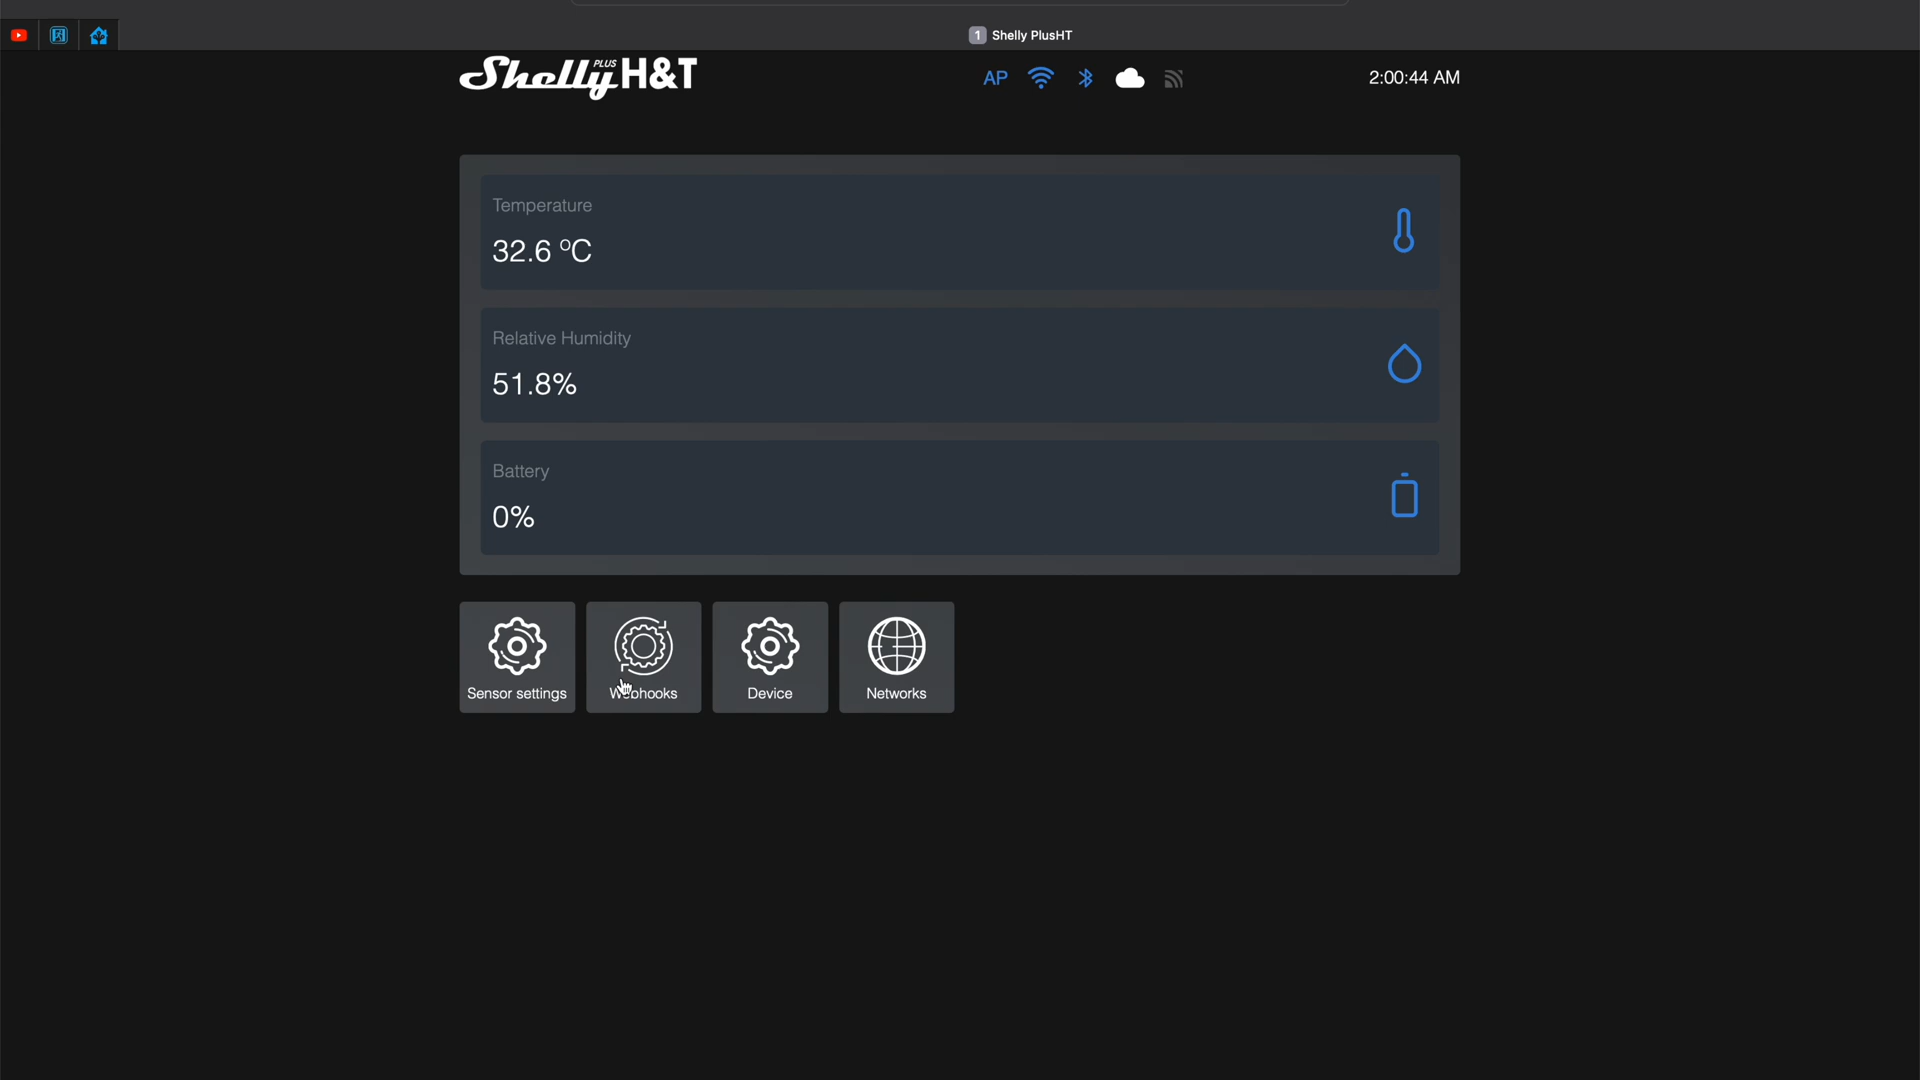 1 Shelly PlusHT
Shelly PLUS H&T
AP
2:00:44 AM
Temperature
32.6 ºC
Relative Humidity
51.8%
Battery
0%
Sensor settings
Webhooks
Device
Networks